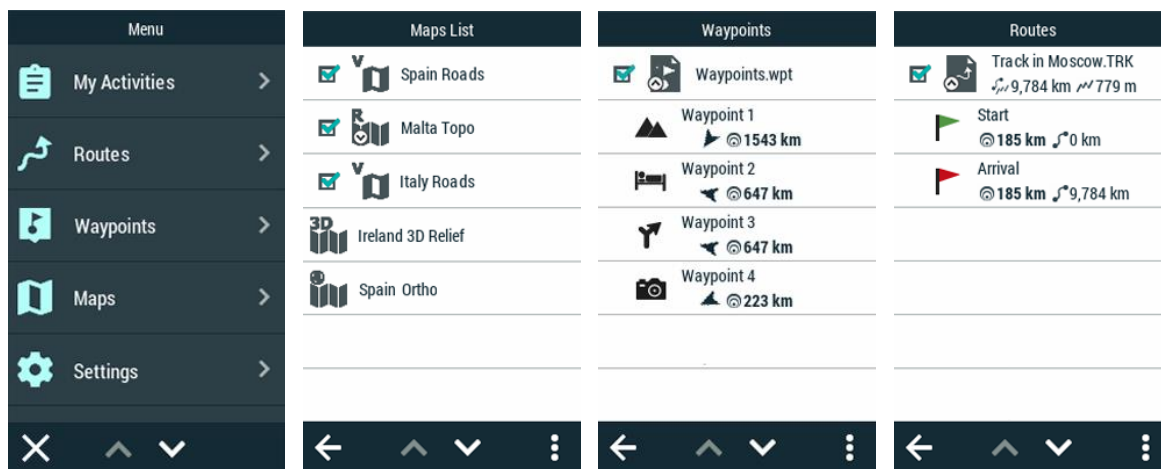 Menu
My Activities
Routes
Waypoints
Maps
Settings
Maps List
V
Spain Roads
R
Malta Topo
V
Italy Roads
3D
Ireland 3D Relief
Spain Ortho
Waypoints
Waypoints.wpt
Waypoint 1
1543 km
Waypoint 2
647 km
Waypoint 3
647 km
Waypoint 4
223 km
Routes
Track in Moscow.TRK
9,784 km 779 m
Start
185 km 0 km
Arrival
185 km 9,784 km